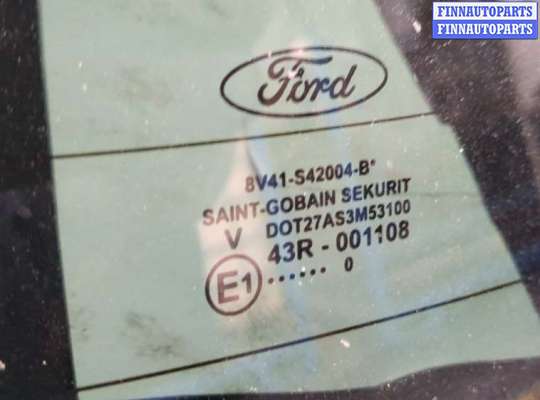 FINNAUTOPARTS
FINNAUTOPARTS
Ford
8V41-S42004-B*
SAINT-GOBAIN SEKURIT
DOT27AS3M53100
V
43R - 001108
E1
...... 0